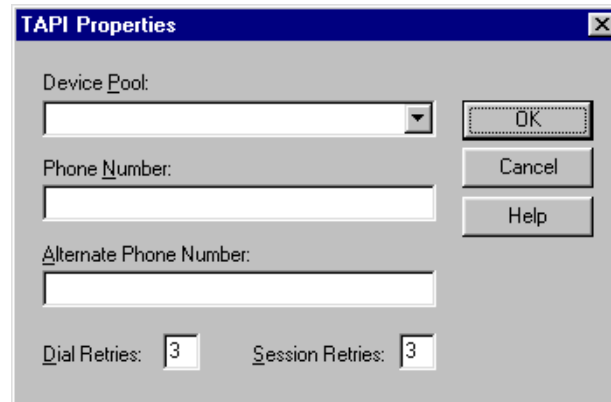 TAPI Properties
Device Pool:
OK
Phone Number:
Cancel
Help
Alternate Phone Number:
Dial Retries: 3 Session Retries: 3